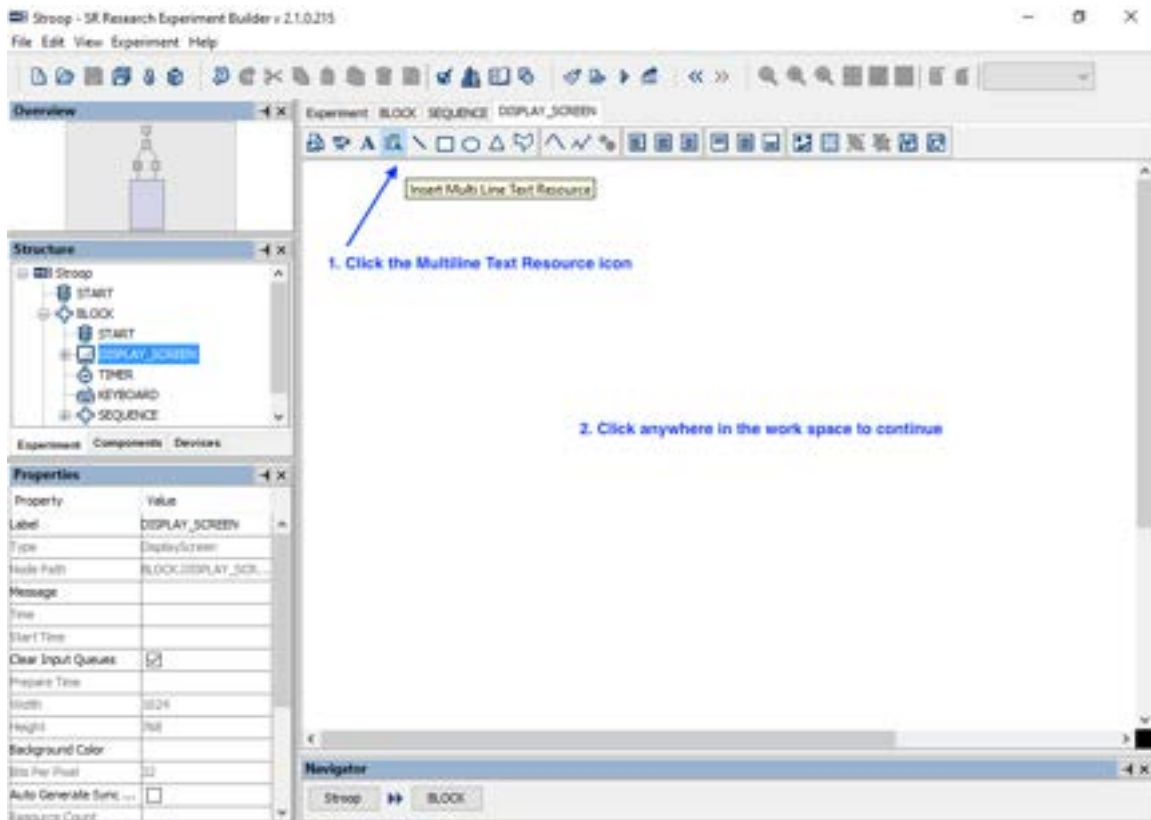 Stroop - SR Research Experiment Builder v 2.1.0.215
File Edit View Experiment Help
Overview
Experiment BLOCK SEQUENCE DISPLAY_SCREEN
Insert Multi Line Text Resource
1. Click the Multiline Text Resource icon
2. Click anywhere in the work space to continue
Structure
Stroop
START
BLOCK
START
DISPLAY_SCREEN
TIMER
KEYBOARD
SEQUENCE
Experiment Components Devices
Properties
Property Value
Label DISPLAY_SCREEN
Type DisplayScreen
Node Path BLOCK.DISPLAY_SCR...
Message
Time
Start Time
Clear Input Queues
Prepare Time
Width 1024
Height 768
Background Color
Bits Per Pixel 32
Auto Generate Sync ...
Resource Count
Navigator
Stroop BLOCK